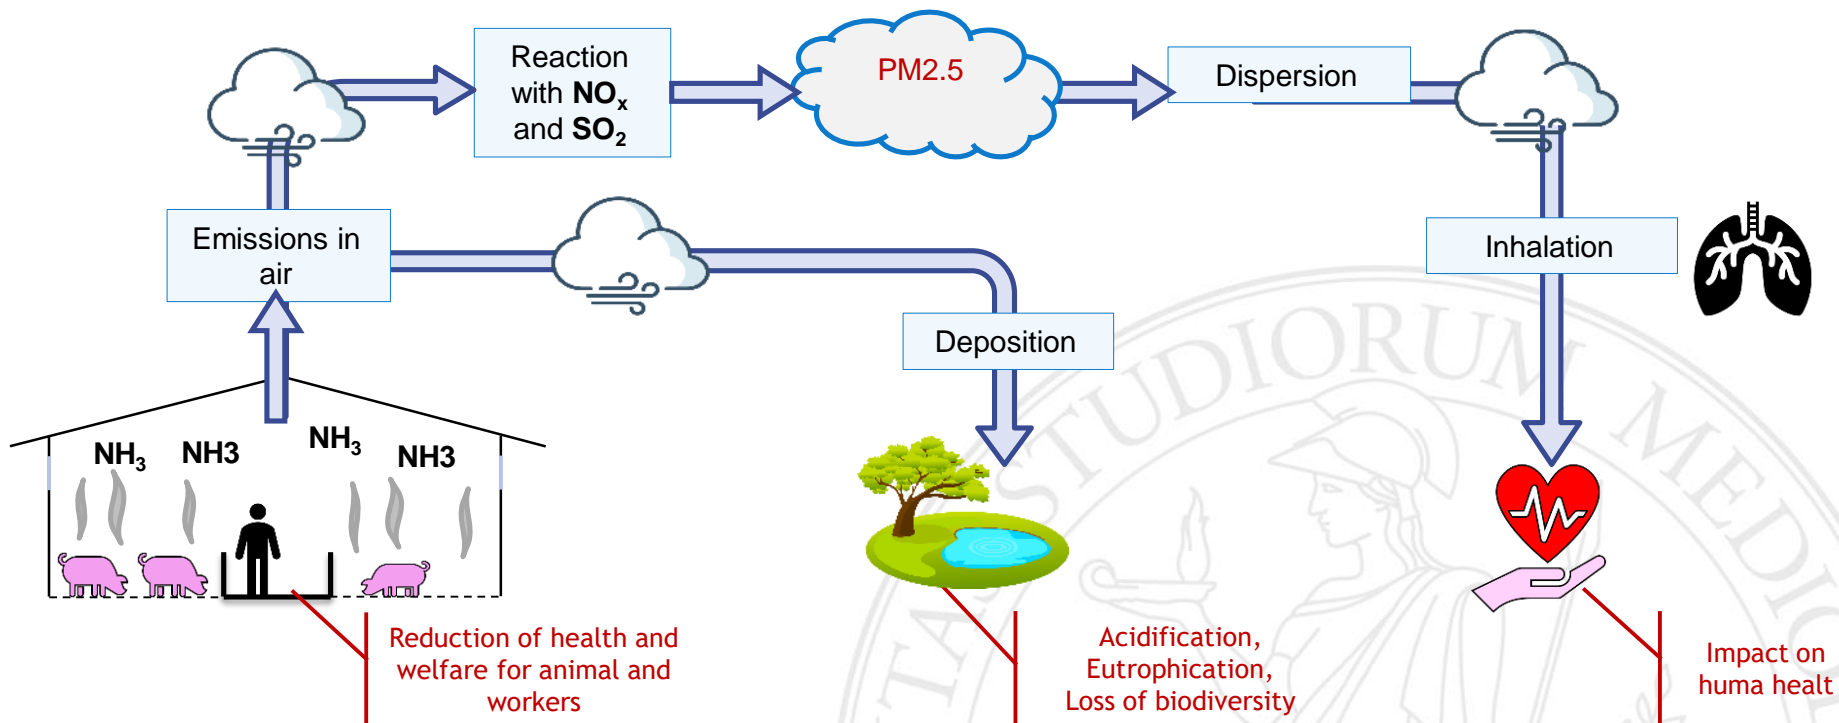 Reaction
with NOₓ
and SO₂
PM2.5
Dispersion
Emissions in
air
Inhalation
Deposition
NH₃
NH3
NH₃
NH3
Reduction of health and
welfare for animal and
workers
Acidification,
Eutrophication,
Loss of biodiversity
Impact on
huma healt
STUDIORUM